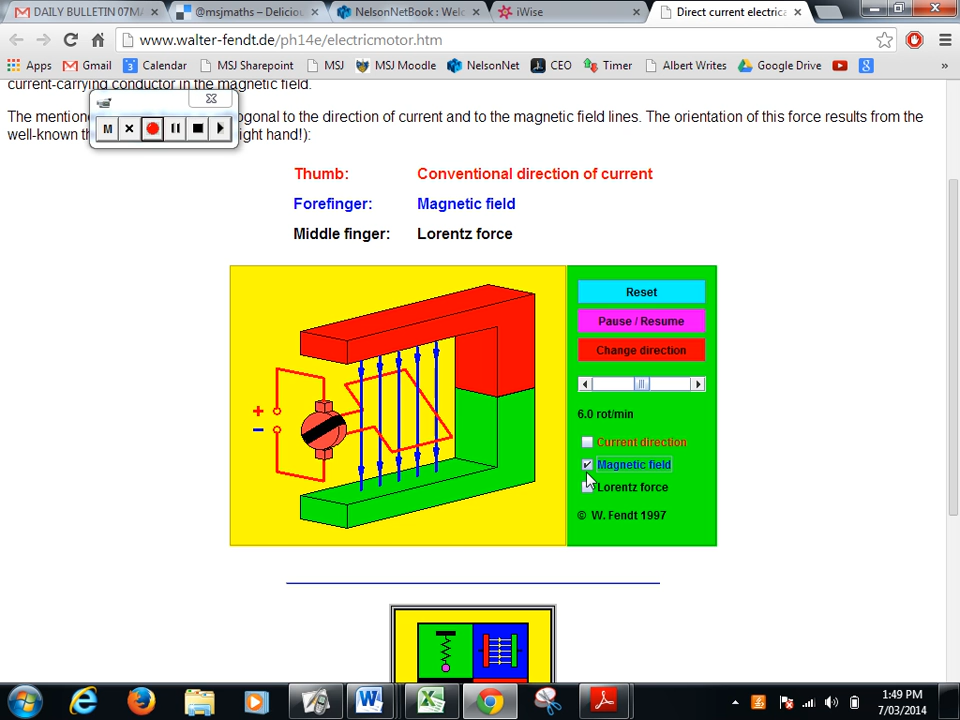 DAILY BULLETIN 07MA
@msjmaths – Deliciou
NelsonNetBook : Welc
iWise
Direct current electrica
www.walter-fendt.de/ph14e/electricmotor.htm
Apps
Gmail
Calendar
MSJ Sharepoint
MSJ
MSJ Moodle
NelsonNet
CEO
Timer
Albert Writes
Google Drive
»
current-carrying conductor in the magnetic field.
M
The mentione ogonal to the direction of current and to the magnetic field lines. The orientation of this force results from the
well-known th ight hand!):
Thumb: Conventional direction of current
Forefinger: Magnetic field
Middle finger: Lorentz force
Reset
Pause / Resume
Change direction
6.0 rot/min
+
−
Current direction
Magnetic field
Lorentz force
© W. Fendt 1997
1:49 PM
7/03/2014